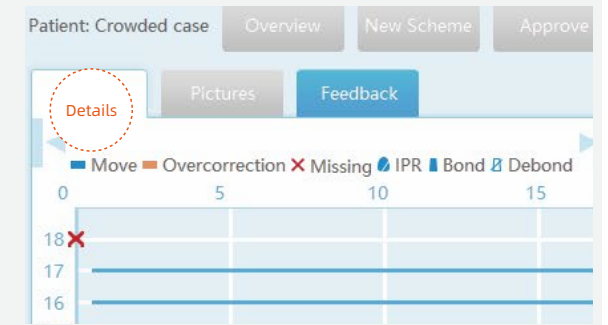 Patient: Crowded case Overview New Scheme Approve
Details Pictures Feedback
Move Overcorrection Missing IPR Bond Debond
0 5 10 15
18
17
16